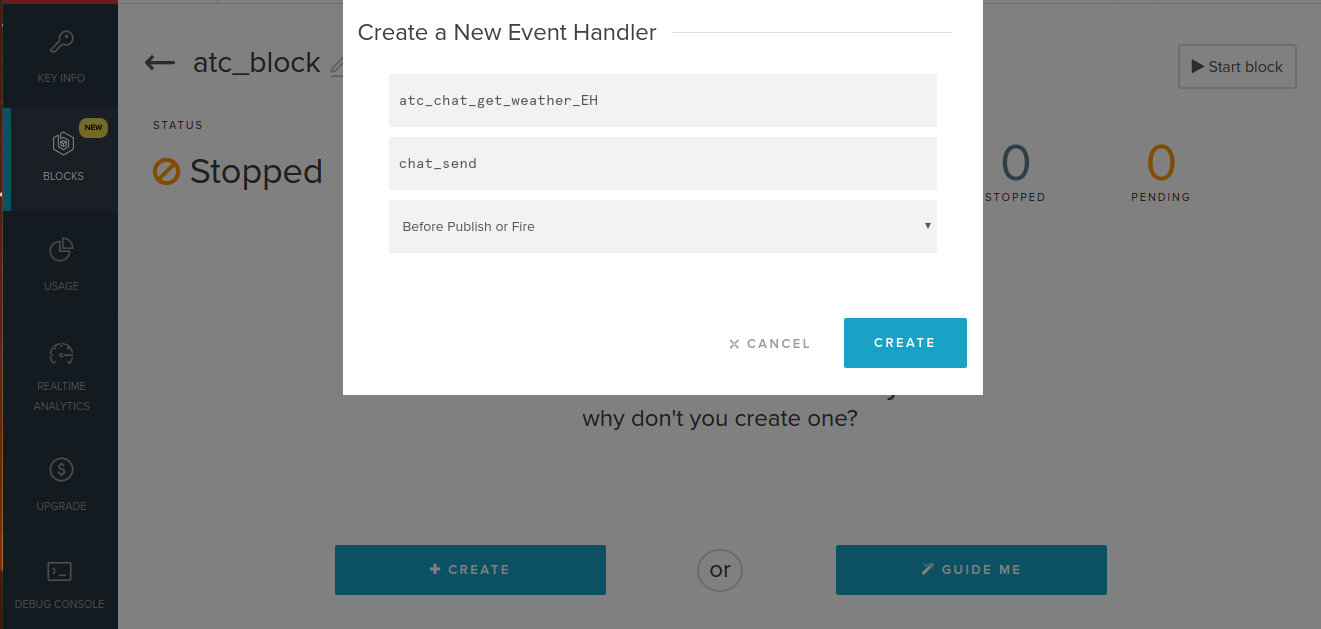 Create a New Event Handler
atc_chat_get_weather_EH
chat_send
Before Publish or Fire
CANCEL
CREATE
KEY INFO
NEW
BLOCKS
USAGE
REALTIME
ANALYTICS
UPGRADE
DEBUG CONSOLE
atc_block
Start block
STATUS
Stopped
0
STOPPED
0
PENDING
why don't you create one?
CREATE
or
GUIDE ME